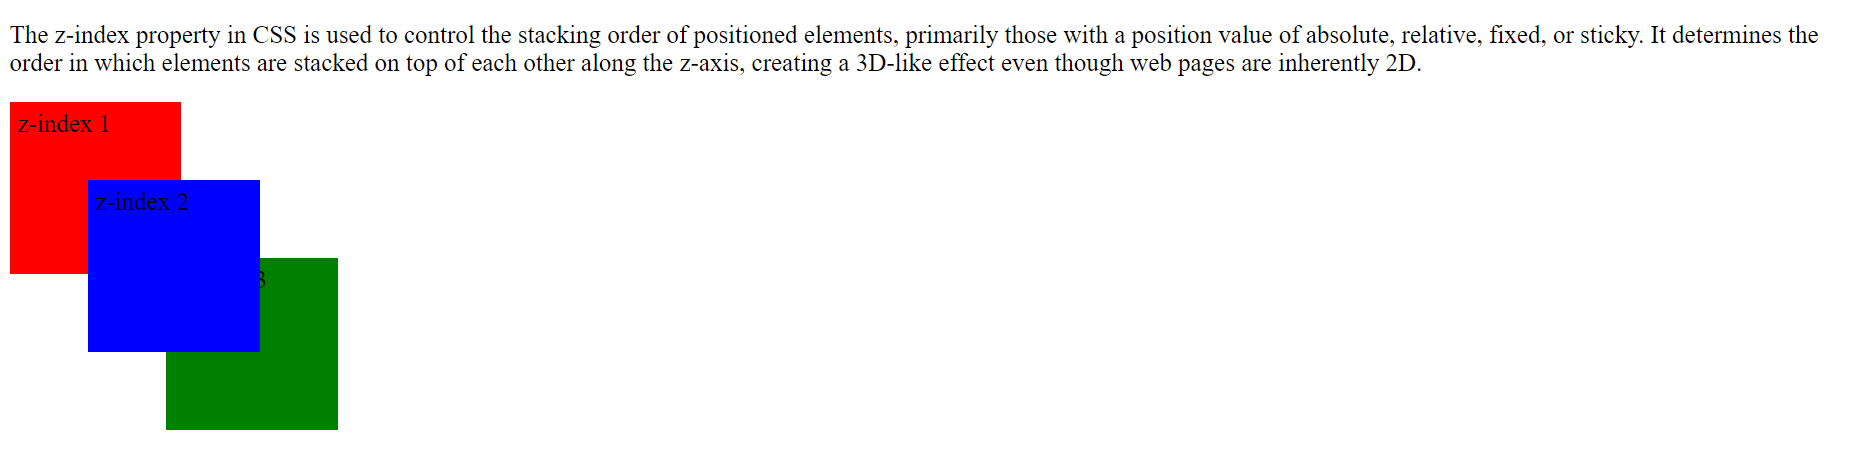 The z-index property in CSS is used to control the stacking order of positioned elements, primarily those with a position value of absolute, relative, fixed, or sticky. It determines the
order in which elements are stacked on top of each other along the z-axis, creating a 3D-like effect even though web pages are inherently 2D.
z-index 1
z-index 2
3